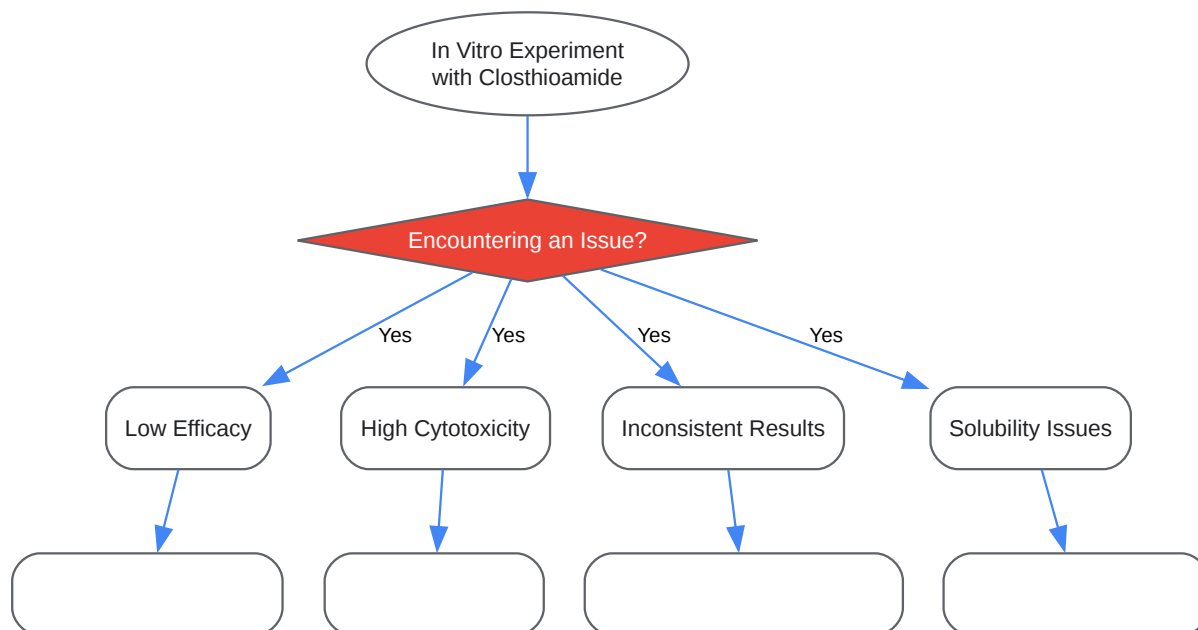 In Vitro Experiment
with Closthioamide
Encountering an Issue?
Yes
Yes
Yes
Yes
Low Efficacy
High Cytotoxicity
Inconsistent Results
Solubility Issues